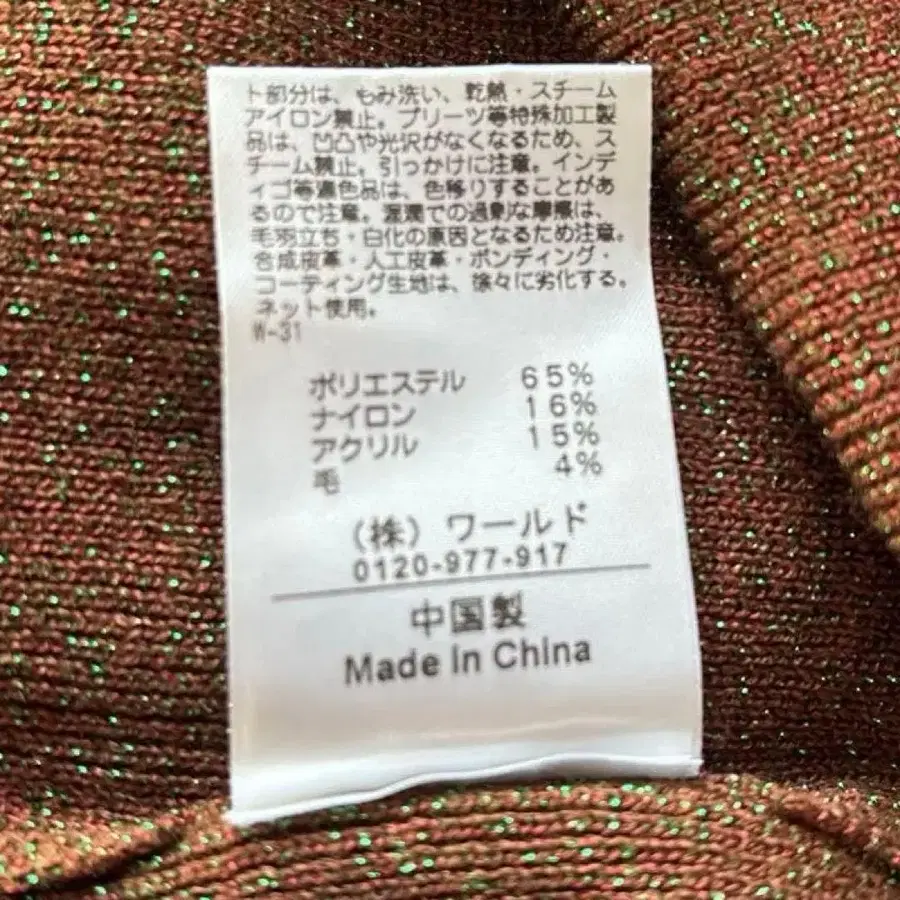 ト部分は、もみ洗い、乾熱・スチーム
アイロン禁止。プリーツ等特殊加工製
品は、凹凸や光沢がなくなるため、ス
チーム禁止。引っかけに注意。インデ
ィゴ等濃色品は、色移りすることがあ
るので注意。湿潤での過剰な摩擦は、
毛羽立ち・白化の原因となるため注意。
合成皮革・人工皮革・ボンディング・
コーティング生地は、徐々に劣化する。
ネット使用。
W-31
ポリエステル 65%
ナイロン 16%
アクリル 15%
毛 4%
(株) ワールド
0120-977-917
中国製
Made in China